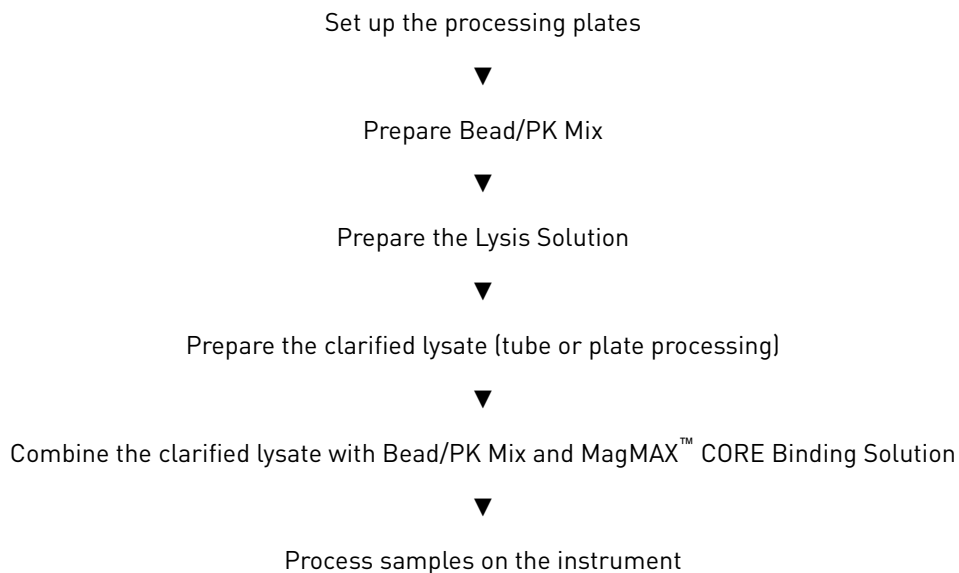 Set up the processing plates
▼
Prepare Bead/PK Mix
▼
Prepare the Lysis Solution
▼
Prepare the clarified lysate (tube or plate processing)
▼
Combine the clarified lysate with Bead/PK Mix and MagMAX™ CORE Binding Solution
▼
Process samples on the instrument